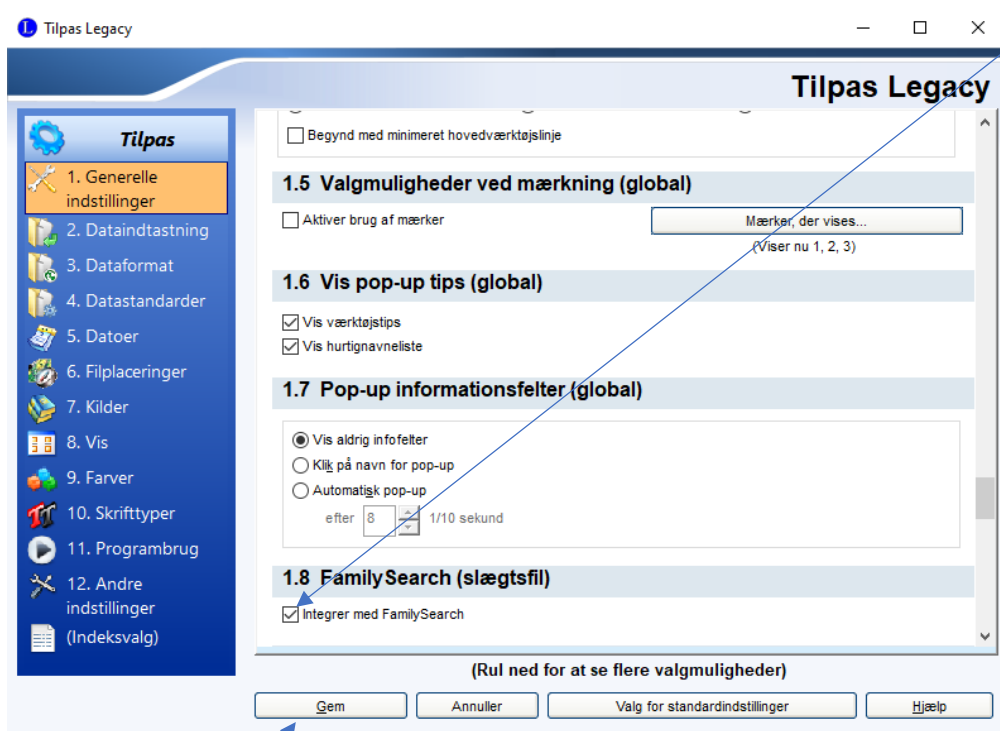 Tilpas Legacy
Tilpas Legacy
Tilpas
1. Generelle
indstillinger
2. Dataindtastning
3. Dataformat
4. Datastandarder
5. Datoer
6. Filplaceringer
7. Kilder
8. Vis
9. Farver
10. Skrifttyper
11. Programbrug
12. Andre
indstillinger
(Indeksvalg)
Begynd med minimeret hovedværktøjslinje
1.5 Valgmuligheder ved mærkning (global)
Aktiver brug af mærker
Mærker, der vises...
(Viser nu 1, 2, 3)
1.6 Vis pop-up tips (global)
Vis værktøjstips
Vis hurtignavneliste
1.7 Pop-up informationsfelter (global)
Vis aldrig infofelter
Klik på navn for pop-up
Automatisk pop-up
efter 8 1/10 sekund
1.8 FamilySearch (slægtsfil)
Integrer med FamilySearch
(Rul ned for at se flere valgmuligheder)
Gem
Annuller
Valg for standardindstillinger
Hjælp